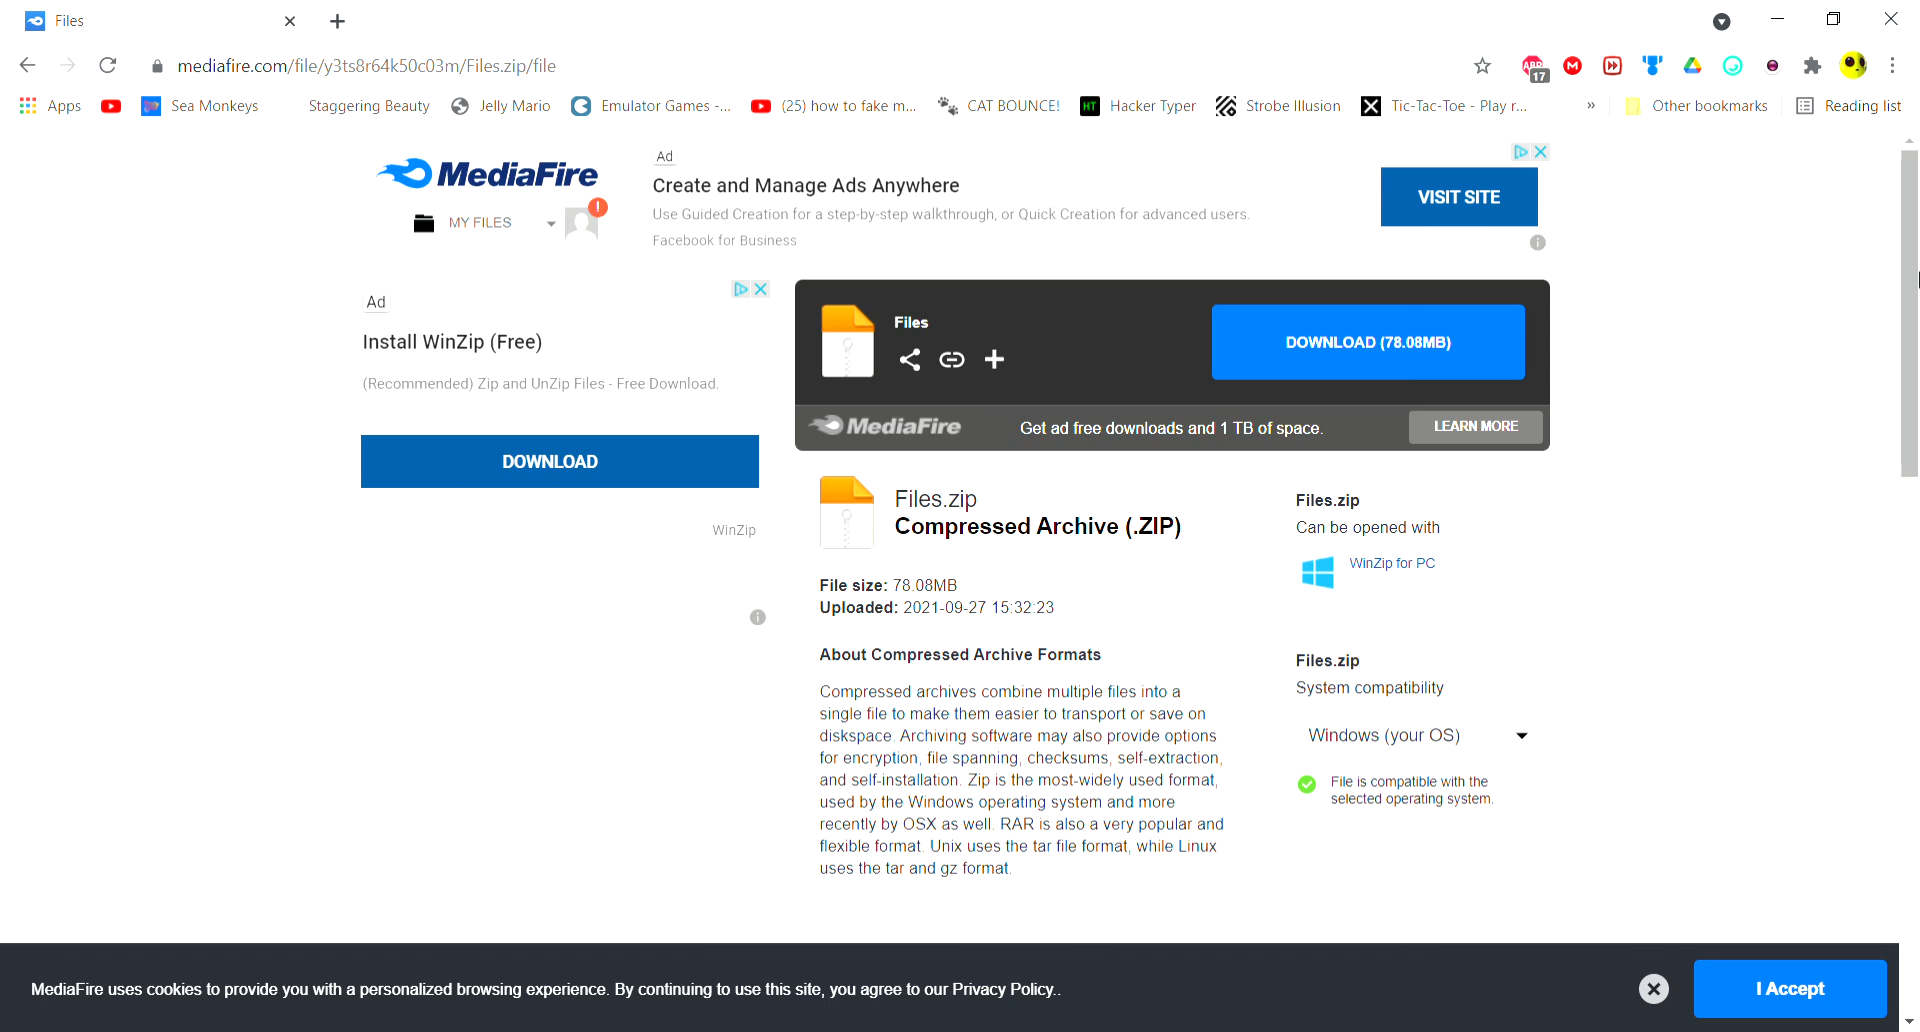 Files
mediafire.com/file/y3ts8r64k50c03m/Files.zip/file
ABP
17
Apps
Sea Monkeys
Staggering Beauty
Jelly Mario
Emulator Games -...
(25) how to fake m...
CAT BOUNCE!
HT
Hacker Typer
Strobe Illusion
Tic-Tac-Toe - Play r...
»
Other bookmarks
Reading list
MediaFire
MY FILES
!
Ad
Create and Manage Ads Anywhere
Use Guided Creation for a step-by-step walkthrough, or Quick Creation for advanced users.
Facebook for Business
VISIT SITE
Ad
Install WinZip (Free)
(Recommended) Zip and UnZip Files - Free Download.
DOWNLOAD
WinZip
Files
DOWNLOAD (78.08MB)
MediaFire
Get ad free downloads and 1 TB of space.
LEARN MORE
Files.zip
Compressed Archive (.ZIP)
File size: 78.08MB
Uploaded: 2021-09-27 15:32:23
About Compressed Archive Formats
Compressed archives combine multiple files into a
single file to make them easier to transport or save on
diskspace. Archiving software may also provide options
for encryption, file spanning, checksums, self-extraction,
and self-installation. Zip is the most-widely used format,
used by the Windows operating system and more
recently by OSX as well. RAR is also a very popular and
flexible format. Unix uses the tar file format, while Linux
uses the tar and gz format.
Files.zip
Can be opened with
WinZip for PC
Files.zip
System compatibility
Windows (your OS)
File is compatible with the
selected operating system.
MediaFire uses cookies to provide you with a personalized browsing experience. By continuing to use this site, you agree to our Privacy Policy..
I Accept